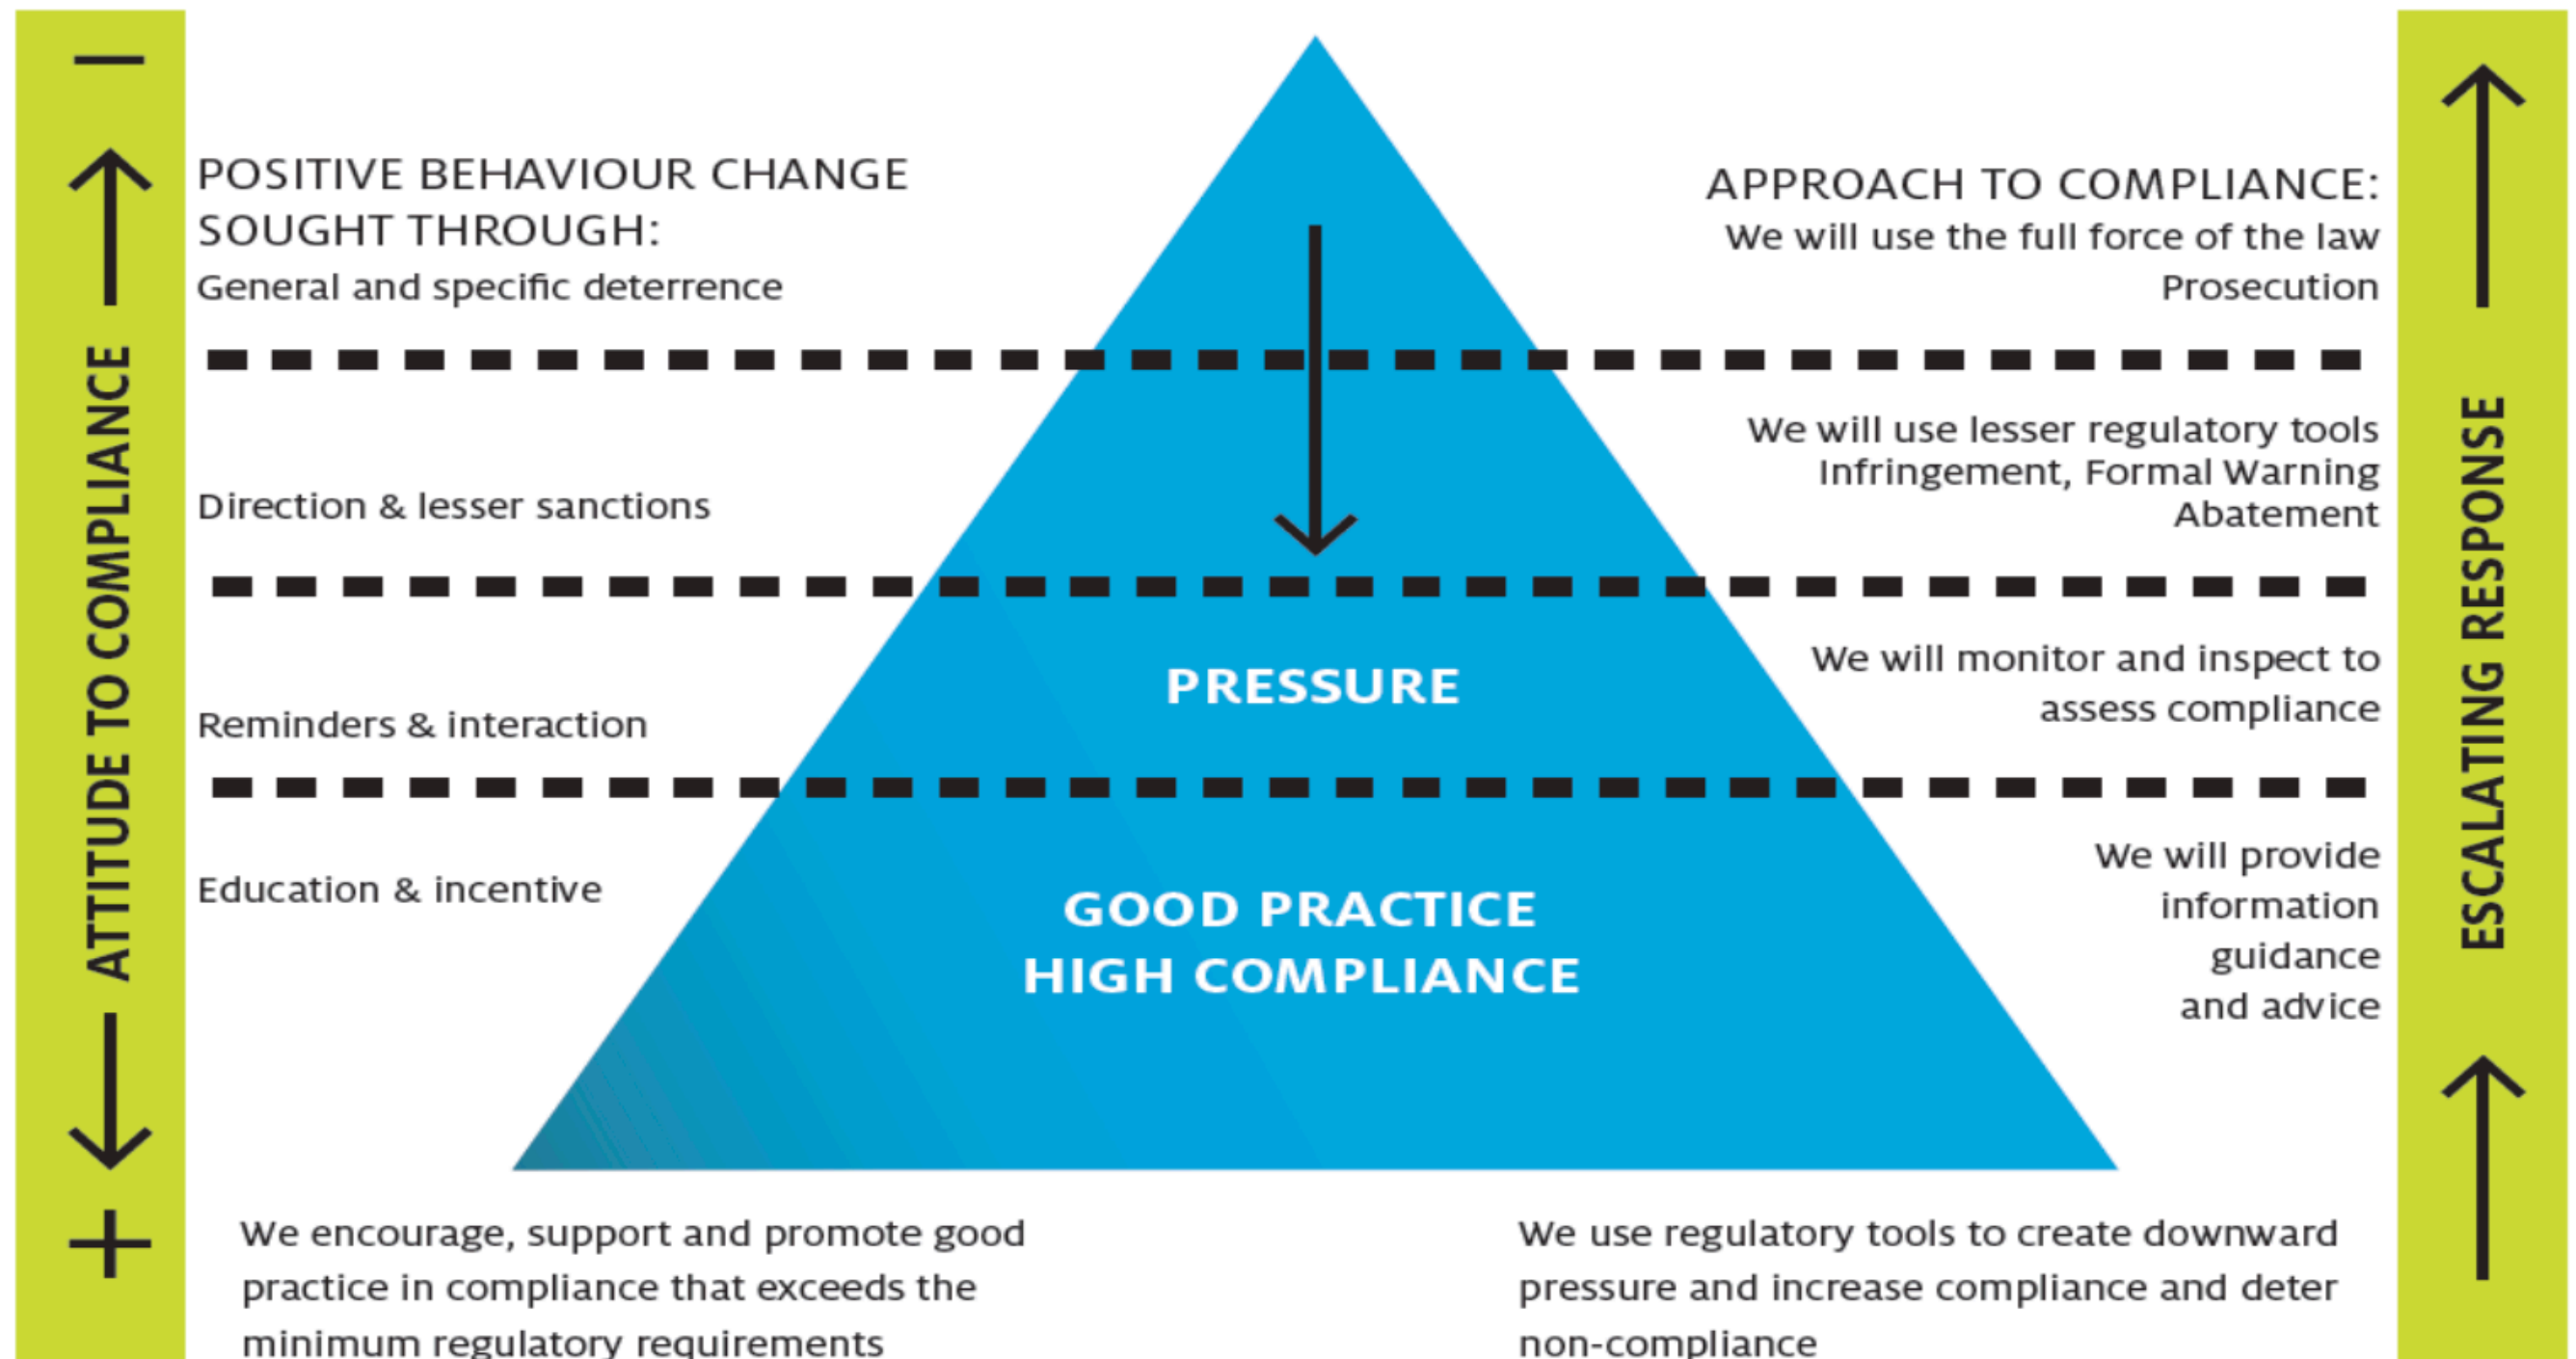 −
ATTITUDE TO COMPLIANCE
+
POSITIVE BEHAVIOUR CHANGE
SOUGHT THROUGH:
General and specific deterrence
Direction & lesser sanctions
Reminders & interaction
Education & incentive
PRESSURE
GOOD PRACTICE
HIGH COMPLIANCE
APPROACH TO COMPLIANCE:
We will use the full force of the law
Prosecution
We will use lesser regulatory tools
Infringement, Formal Warning
Abatement
We will monitor and inspect to
assess compliance
We will provide
information
guidance
and advice
ESCALATING RESPONSE
We encourage, support and promote good
practice in compliance that exceeds the
minimum regulatory requirements
We use regulatory tools to create downward
pressure and increase compliance and deter
non-compliance